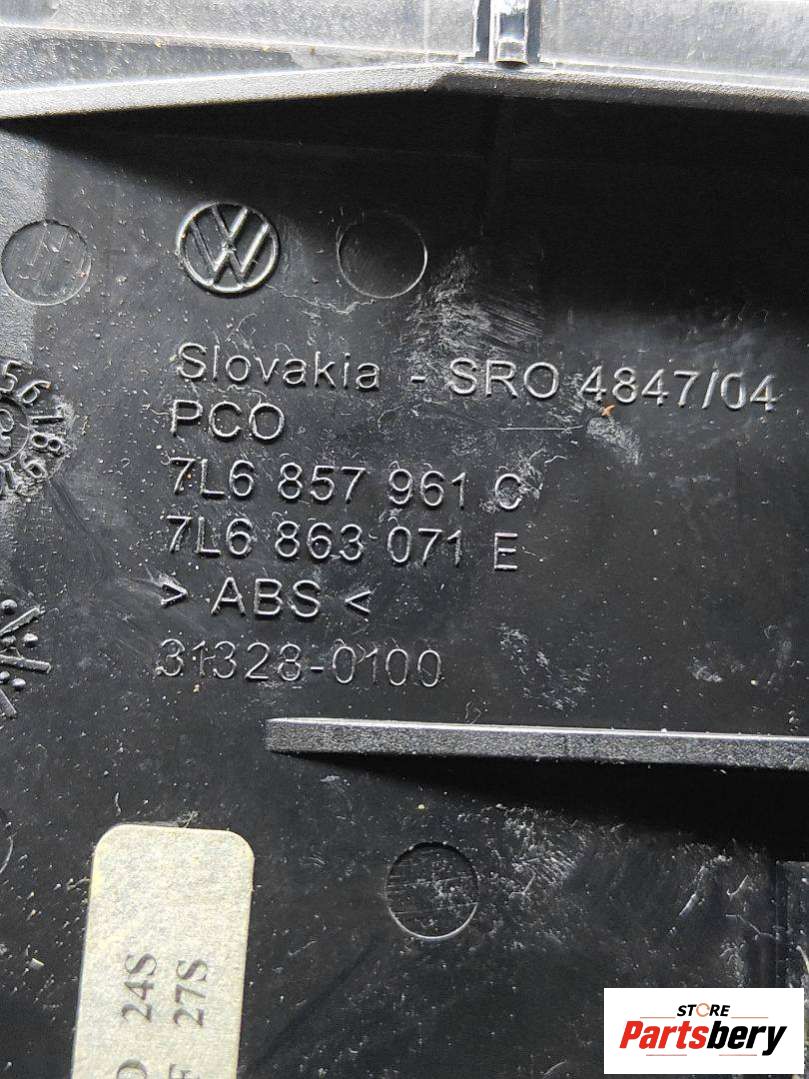 Slovakia - SRO 4847/04
PCO
7L6 857 961 C
7L6 863 071 E
> ABS <
31328-0100
24S
27S
STORE
Partsbery